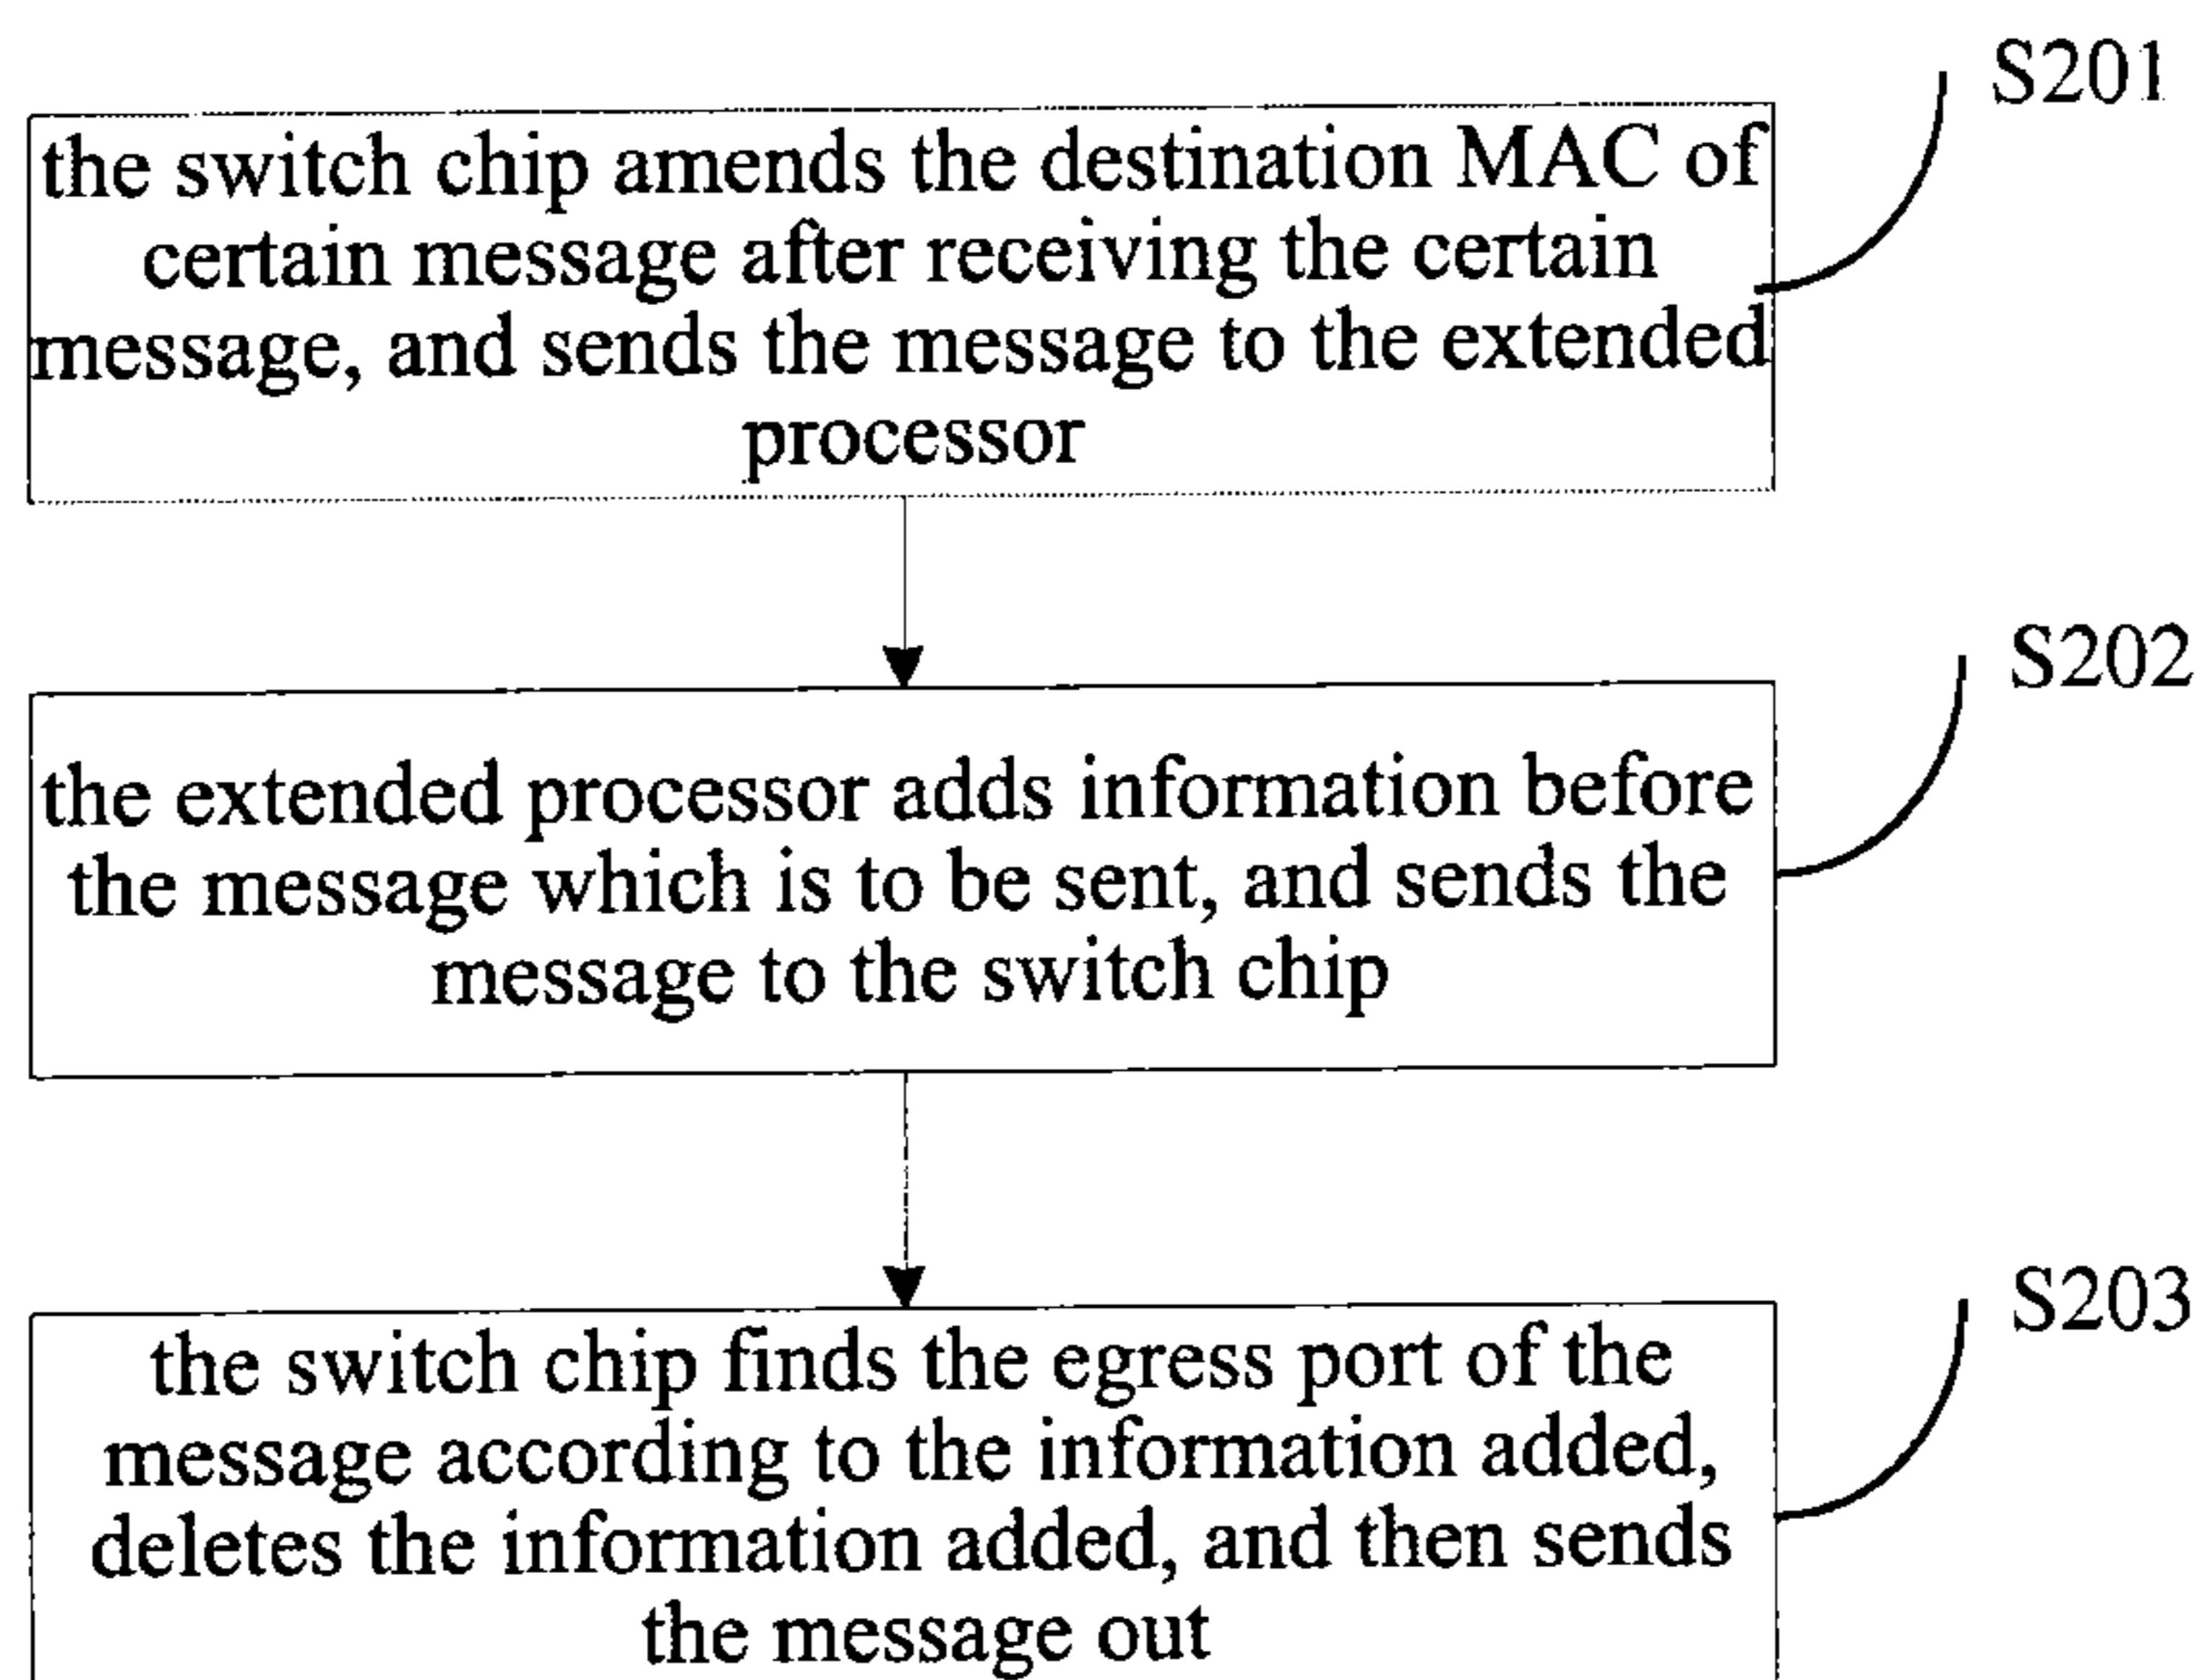 S201
the switch chip amends the destination MAC of
certain message after receiving the certain
message, and sends the message to the extended
processor
S202
the extended processor adds information before
the message which is to be sent, and sends the
message to the switch chip
S203
the switch chip finds the egress port of the
message according to the information added,
deletes the information added, and then sends
the message out